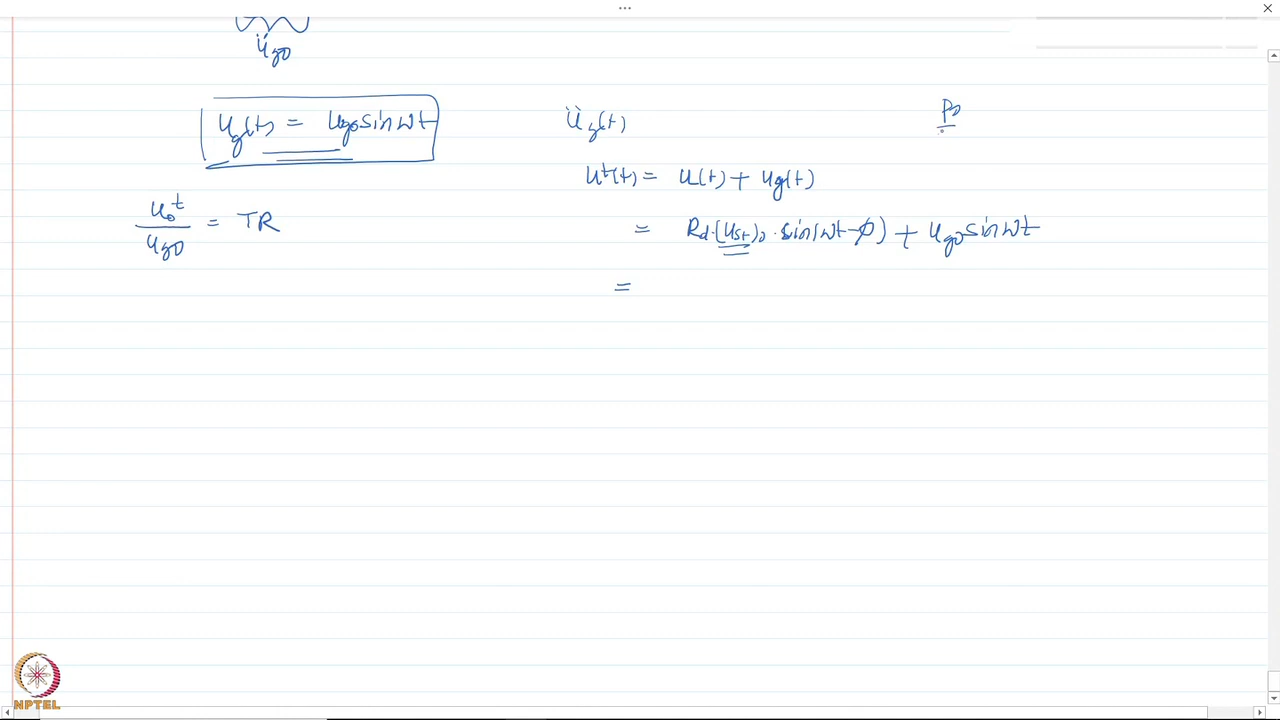 ü_g0
u_g(t) = u_g0 sin ωt
ü_g(t)
p_0
u^t(t) = u(t) + u_g(t)
u_0^t / u_g0 = TR
= R_d · (u_st)_0 · sin(ωt - φ) + u_g0 sin ωt
=
NPTEL